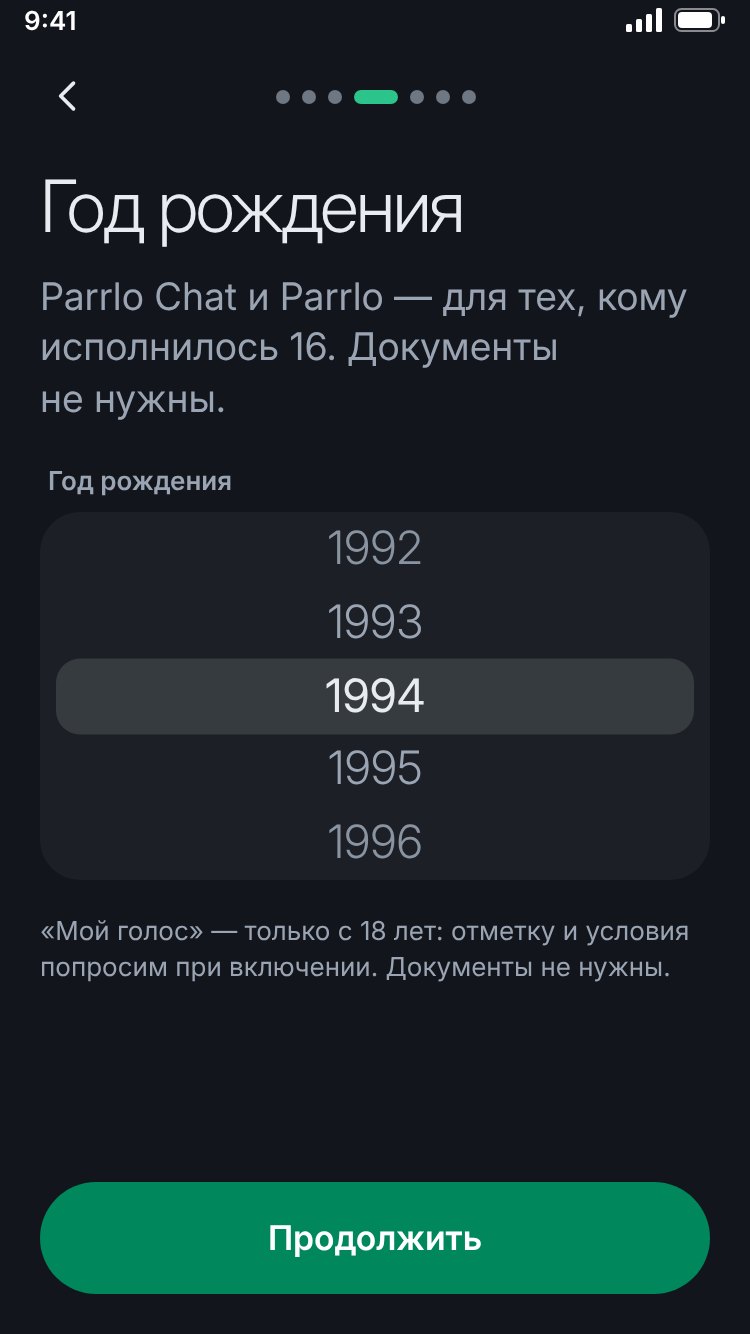 9:41
Год рождения
Parrlo Chat и Parrlo — для тех, кому
исполнилось 16. Документы
не нужны.
Год рождения
1992
1993
1994
1995
1996
«Мой голос» — только с 18 лет: отметку и условия
попросим при включении. Документы не нужны.
Продолжить